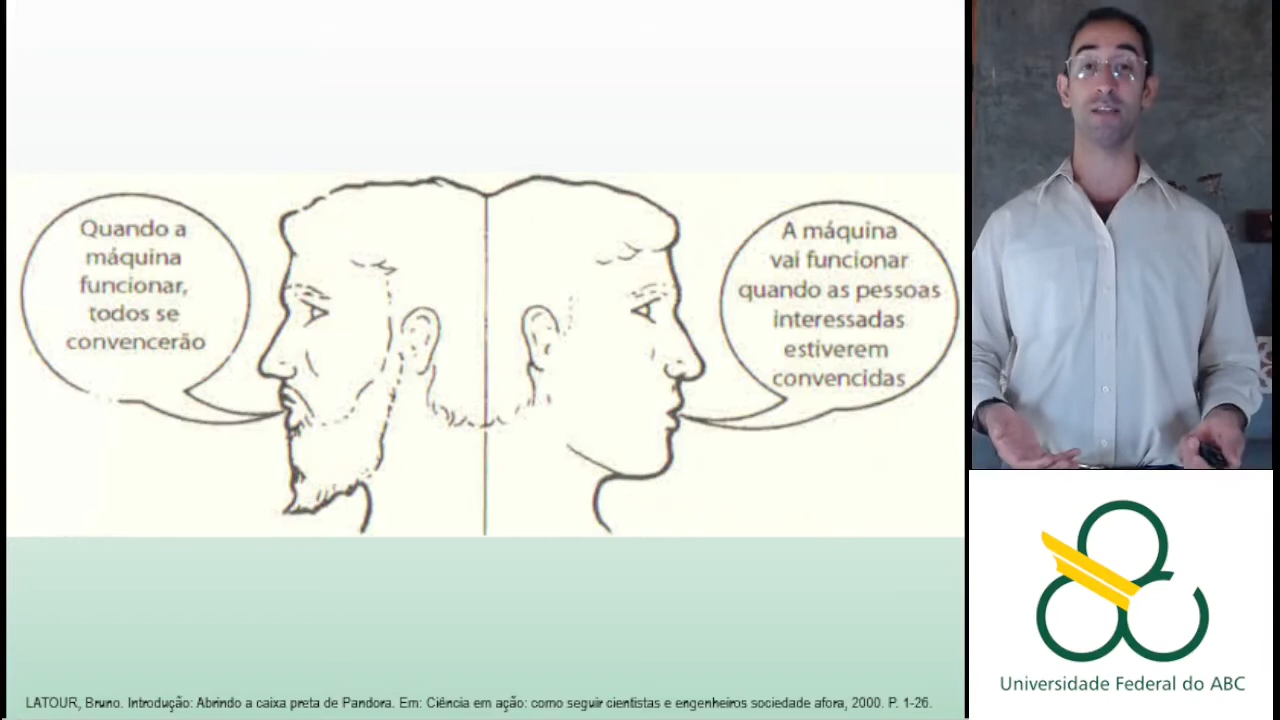 Quando a
máquina
funcionar,
todos se
convencerão
A máquina
vai funcionar
quando as pessoas
interessadas
estiverem
convencidas
LATOUR, Bruno. Introdução: Abrindo a caixa preta de Pandora. Em: Ciência em ação: como seguir cientistas e engenheiros sociedade afora, 2000. P. 1-26.
Universidade Federal do ABC